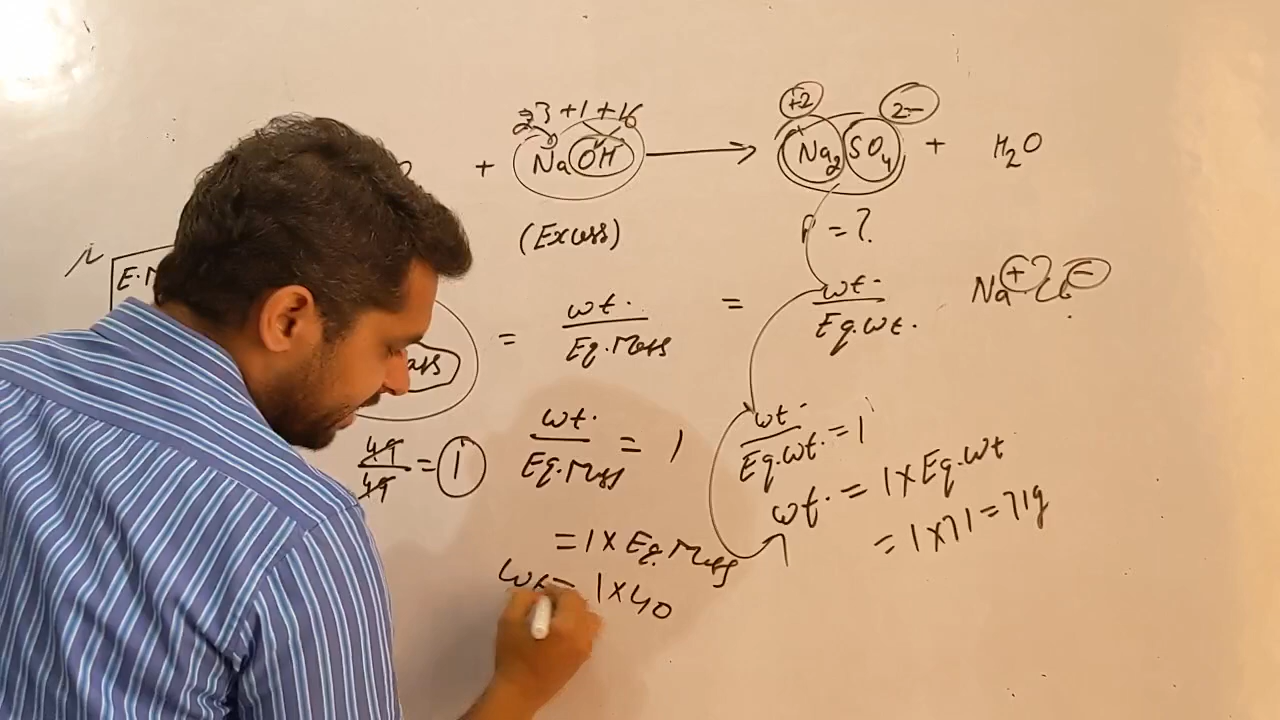 23 +1 +16 +2 2-
+ NaOH ⟶ Na₂SO₄ + H₂O
(Excess) P = ?
E.M
= wt. / Eq. Mass = wt. / Eq. wt. Na⁺Cl⁻
49/49 = 1 wt. / Eq. Mass = 1 wt. / Eq. wt. = 1
wt. = 1 × Eq. wt
= 1 × 71 = 71g
= 1 × Eq. Mass
wt = 1 × 40